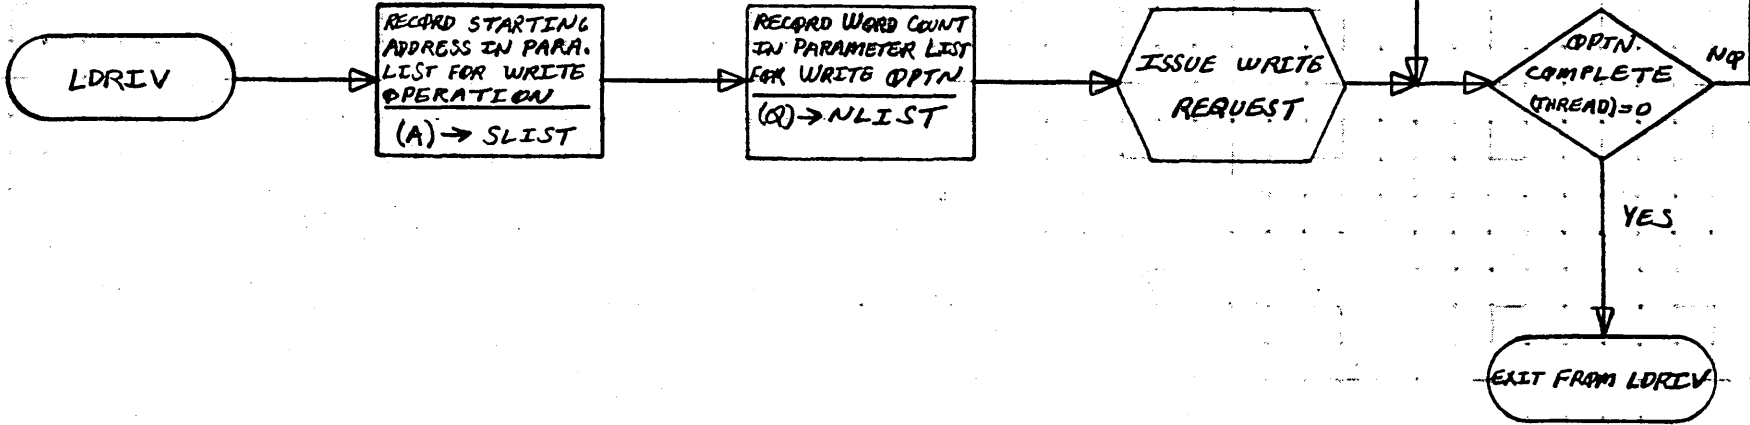 LDRIV
RECORD STARTING
ADDRESS IN PARA.
LIST FOR WRITE
OPERATION
(A) → SLIST
RECORD WORD COUNT
IN PARAMETER LIST
FOR WRITE OPTN
(Q) → NLIST
ISSUE WRITE
REQUEST
OPTN.
COMPLETE
(THREAD)=0
NO
YES
EXIT FROM LDRIV